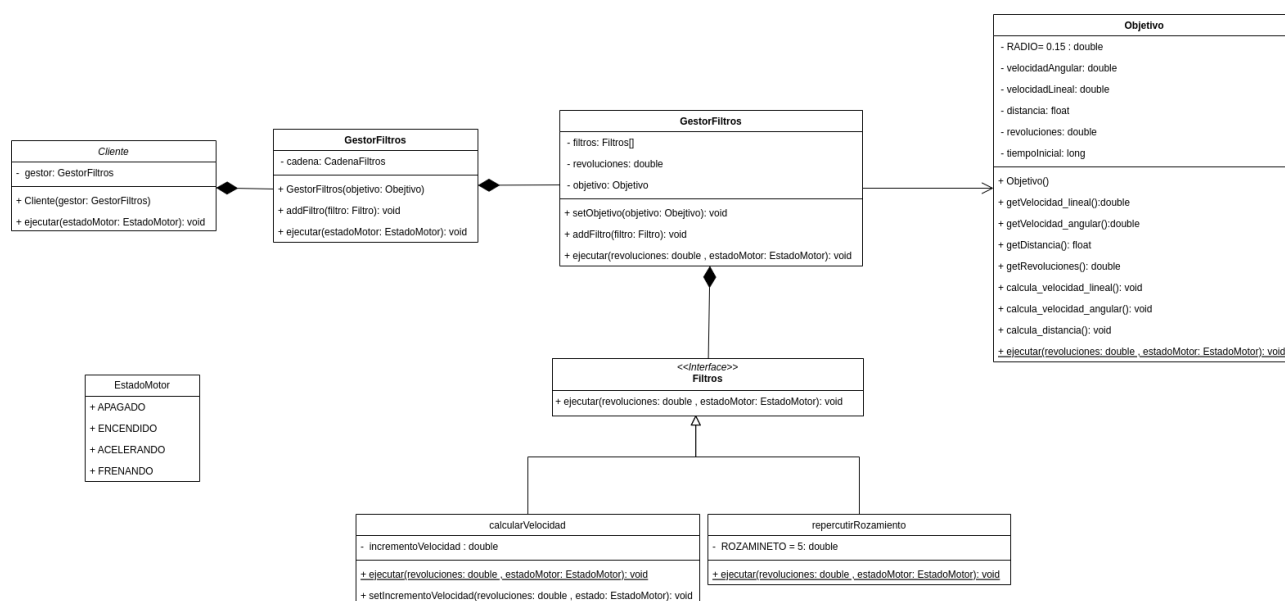 Cliente
- gestor: GestorFiltros
+ Cliente(gestor: GestorFiltros)
+ ejecutar(estadoMotor: EstadoMotor): void
GestorFiltros
- cadena: CadenaFiltros
+ GestorFiltros(objetivo: Obejtivo)
+ addFiltro(filtro: Filtro): void
+ ejecutar(estadoMotor: EstadoMotor): void
GestorFiltros
- filtros: Filtros[]
- revoluciones: double
- objetivo: Objetivo
+ setObjetivo(objetivo: Obejtivo): void
+ addFiltro(filtro: Filtro): void
+ ejecutar(revoluciones: double , estadoMotor: EstadoMotor): void
Objetivo
- RADIO= 0.15 : double
- velocidadAngular: double
- velocidadLineal: double
- distancia: float
- revoluciones: double
- tiempoInicial: long
+ Objetivo()
+ getVelocidad_lineal():double
+ getVelocidad_angular():double
+ getDistancia(): float
+ getRevoluciones(): double
+ calcula_velocidad_lineal(): void
+ calcula_velocidad_angular(): void
+ calcula_distancia(): void
+ ejecutar(revoluciones: double , estadoMotor: EstadoMotor): void
<<Interface>>
Filtros
+ ejecutar(revoluciones: double , estadoMotor: EstadoMotor): void
EstadoMotor
+ APAGADO
+ ENCENDIDO
+ ACELERANDO
+ FRENANDO
calcularVelocidad
- incrementoVelocidad : double
+ ejecutar(revoluciones: double , estadoMotor: EstadoMotor): void
+ setIncrementoVelocidad(revoluciones: double , estado: EstadoMotor): void
repercutirRozamiento
- ROZAMINETO = 5: double
+ ejecutar(revoluciones: double , estadoMotor: EstadoMotor): void